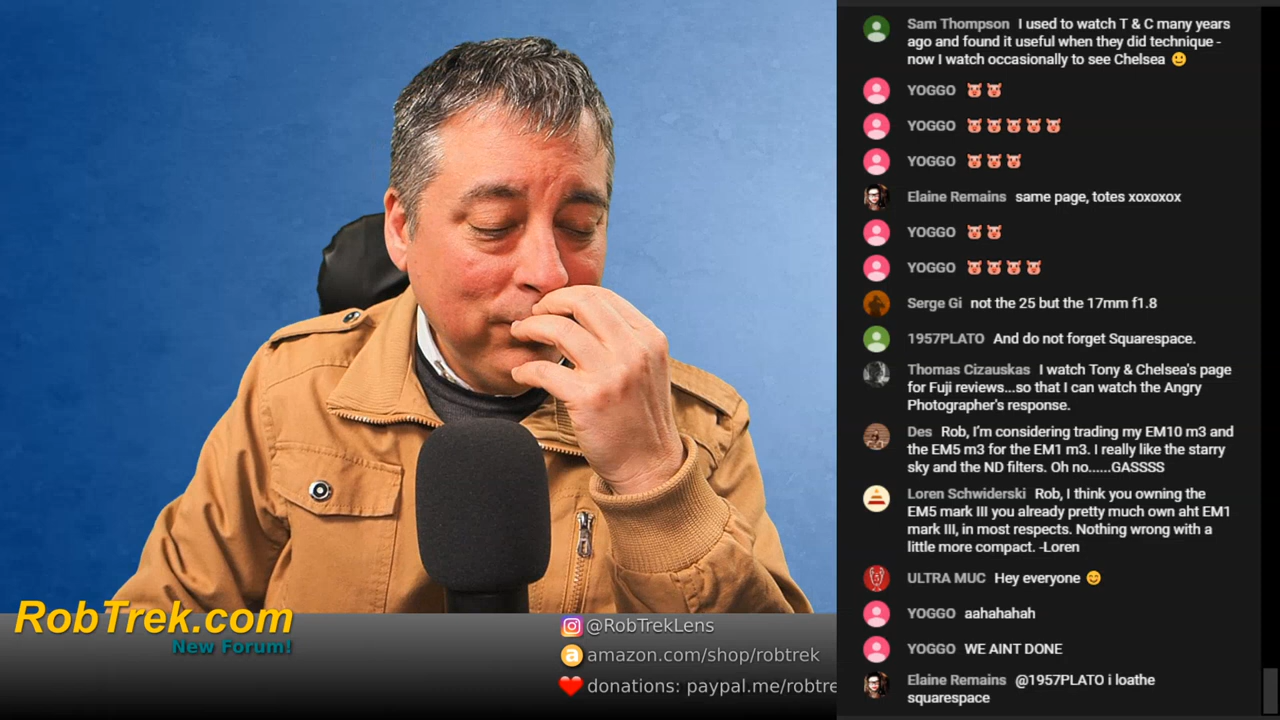 RobTrek.com
New Forum!
@RobTrekLens
amazon.com/shop/robtrek
donations: paypal.me/robtre
Sam Thompson I used to watch T & C many years
ago and found it useful when they did technique -
now I watch occasionally to see Chelsea 🙂
YOGGO 🐷🐷
YOGGO 🐷🐷🐷🐷🐷
YOGGO 🐷🐷🐷
Elaine Remains same page, totes xoxoxox
YOGGO 🐷🐷
YOGGO 🐷🐷🐷🐷
Serge Gi not the 25 but the 17mm f1.8
1957PLATO And do not forget Squarespace.
Thomas Cizauskas I watch Tony & Chelsea's page
for Fuji reviews...so that I can watch the Angry
Photographer's response.
Des Rob, I'm considering trading my EM10 m3 and
the EM5 m3 for the EM1 m3. I really like the starry
sky and the ND filters. Oh no......GASSSS
Loren Schwiderski Rob, I think you owning the
EM5 mark III you already pretty much own aht EM1
mark III, in most respects. Nothing wrong with a
little more compact. -Loren
ULTRA MUC Hey everyone 😊
YOGGO aahahahah
YOGGO WE AINT DONE
Elaine Remains @1957PLATO i loathe
squarespace